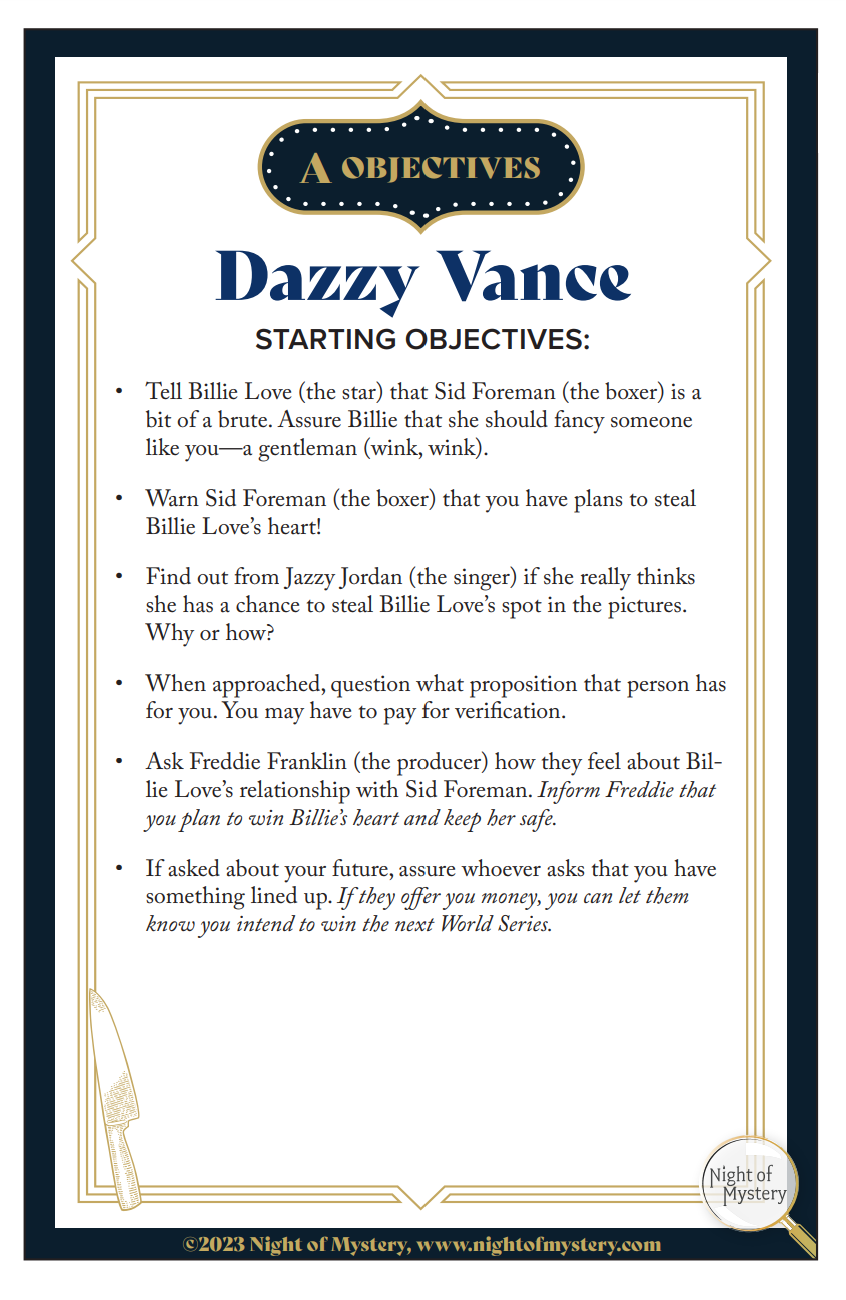 A OBJECTIVES
Dazzy Vance
STARTING OBJECTIVES:
• Tell Billie Love (the star) that Sid Foreman (the boxer) is a
bit of a brute. Assure Billie that she should fancy someone
like you—a gentleman (wink, wink).
• Warn Sid Foreman (the boxer) that you have plans to steal
Billie Love’s heart!
• Find out from Jazzy Jordan (the singer) if she really thinks
she has a chance to steal Billie Love’s spot in the pictures.
Why or how?
• When approached, question what proposition that person has
for you. You may have to pay for verification.
• Ask Freddie Franklin (the producer) how they feel about Bil-
lie Love’s relationship with Sid Foreman. Inform Freddie that
you plan to win Billie’s heart and keep her safe.
• If asked about your future, assure whoever asks that you have
something lined up. If they offer you money, you can let them
know you intend to win the next World Series.
Night of
Mystery
©2023 Night of Mystery, www.nightofmystery.com